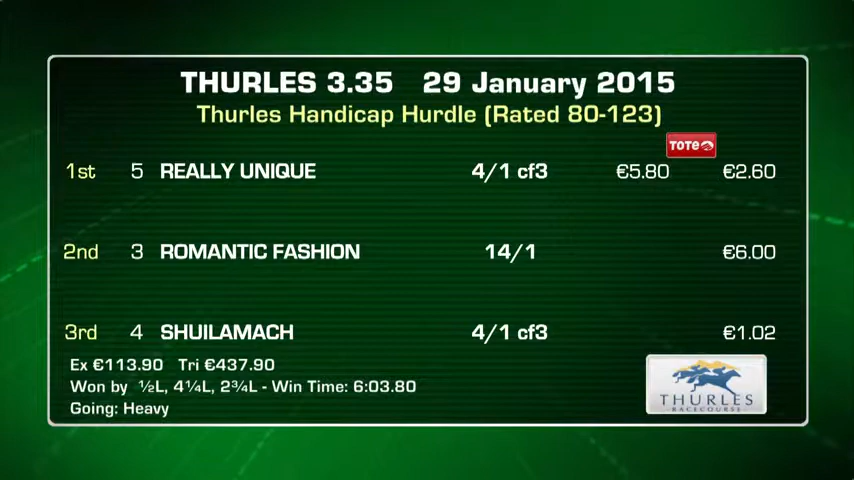 THURLES 3.35 29 January 2015
Thurles Handicap Hurdle (Rated 80-123)
TOTE
1st 5 REALLY UNIQUE 4/1 cf3 €5.80 €2.60
2nd 3 ROMANTIC FASHION 14/1 €6.00
3rd 4 SHUILAMACH 4/1 cf3 €1.02
Ex €113.90 Tri €437.90
Won by ½L, 4¼L, 2¾L - Win Time: 6:03.80
Going: Heavy
THURLES
RACECOURSE